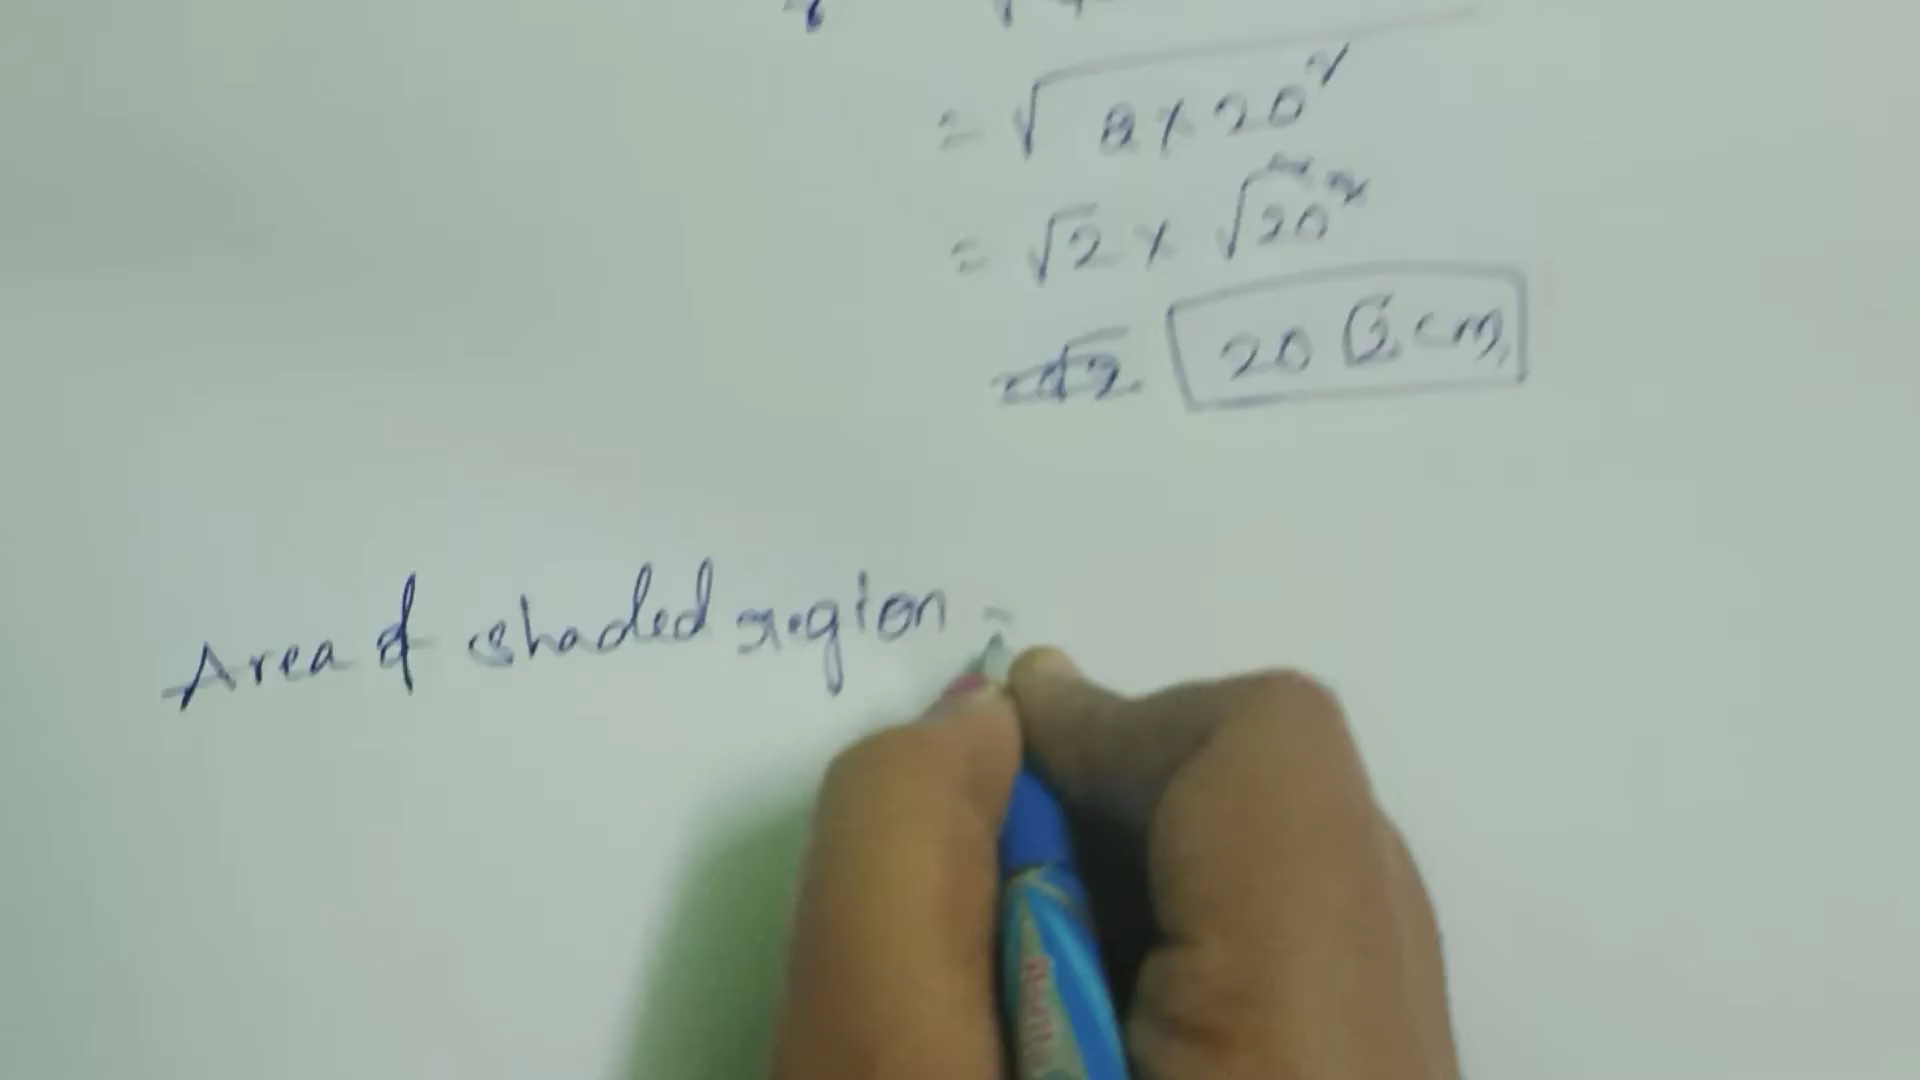 = √2 × 20²
= √2 × √20²
20 √2 cm
Area of shaded region =